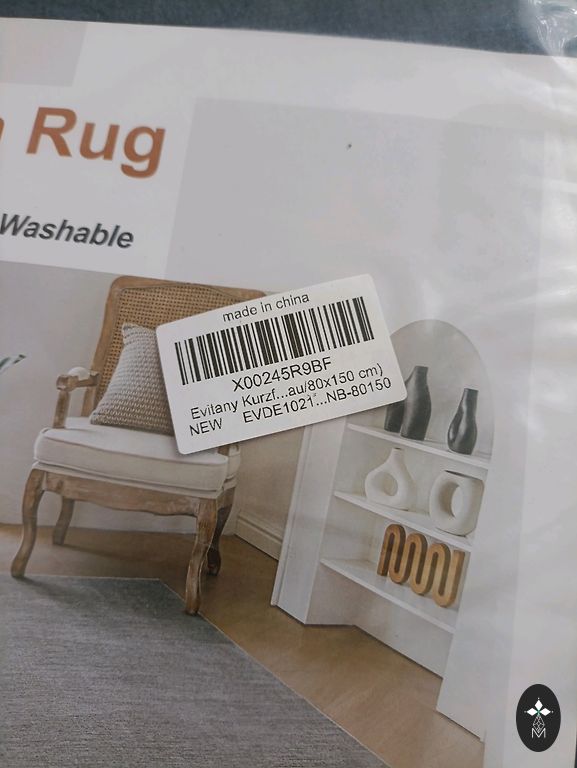 Rug
Washable
made in china
X00245R9BF
Evitany Kurzf...au/80x150 cm)
NEW EVDE1021*...NB-80150
M